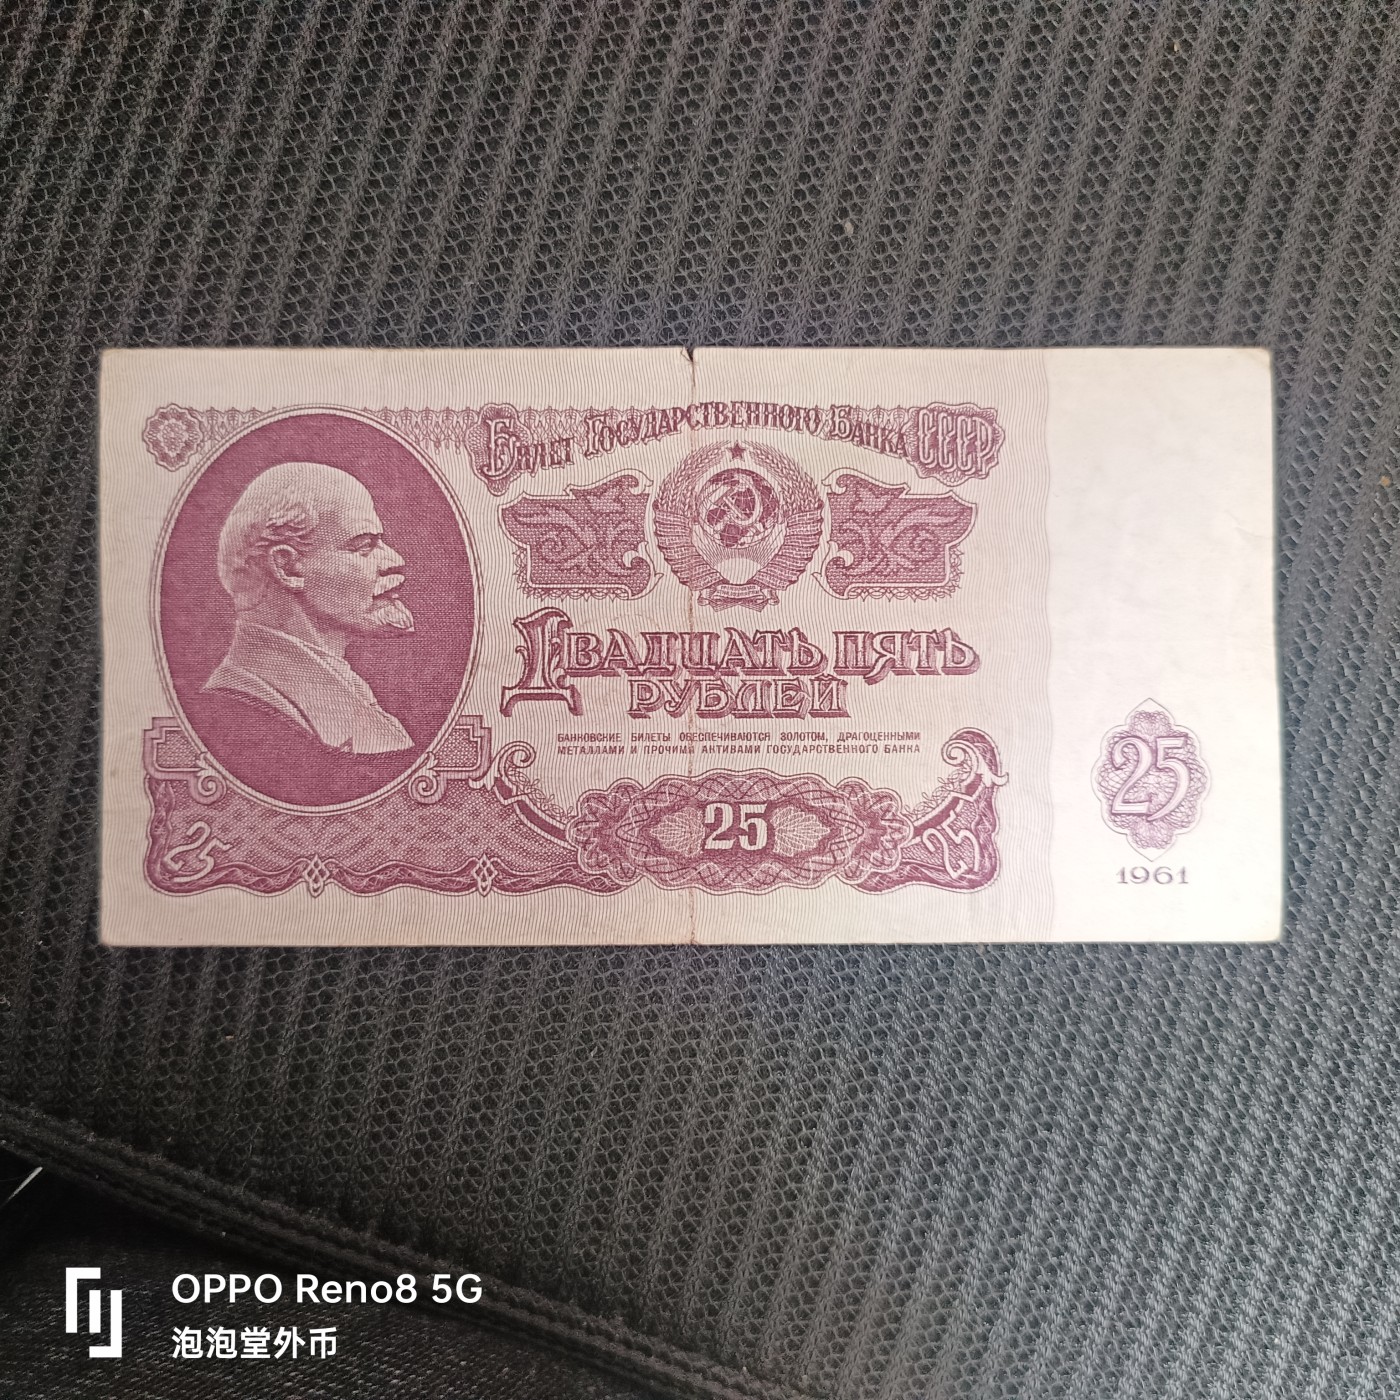 Билет Государственного Банка СССР
Двадцать пять
рублей
БАНКОВСКИЕ БИЛЕТЫ ОБЕСПЕЧИВАЮТСЯ ЗОЛОТОМ, ДРАГОЦЕННЫМИ
МЕТАЛЛАМИ И ПРОЧИМИ АКТИВАМИ ГОСУДАРСТВЕННОГО БАНКА
25
25
25
25
1961
OPPO Reno8 5G
泡泡堂外币